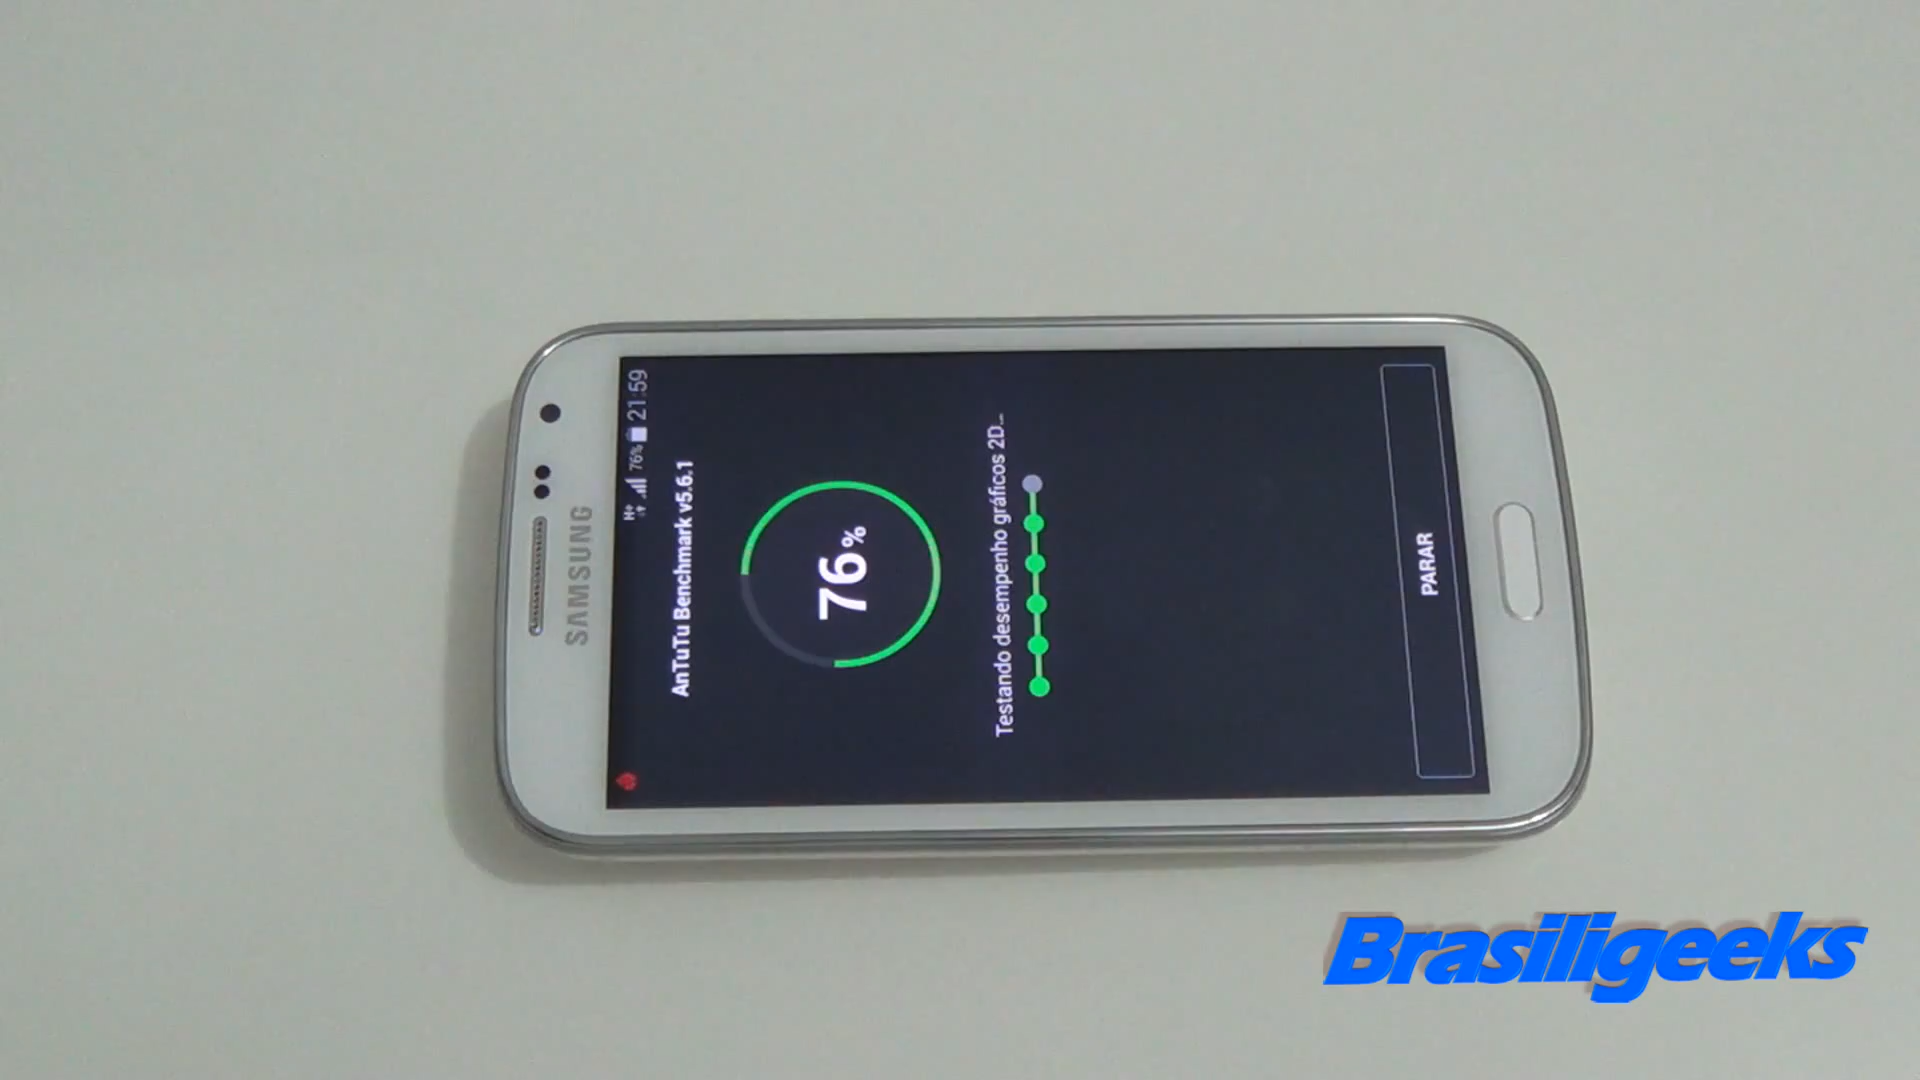 SAMSUNG
H+ 76% 21:59
AnTuTu Benchmark v5.6.1
76%
Testando desempenho gráficos 2D...
PARAR
Brasiligeeks